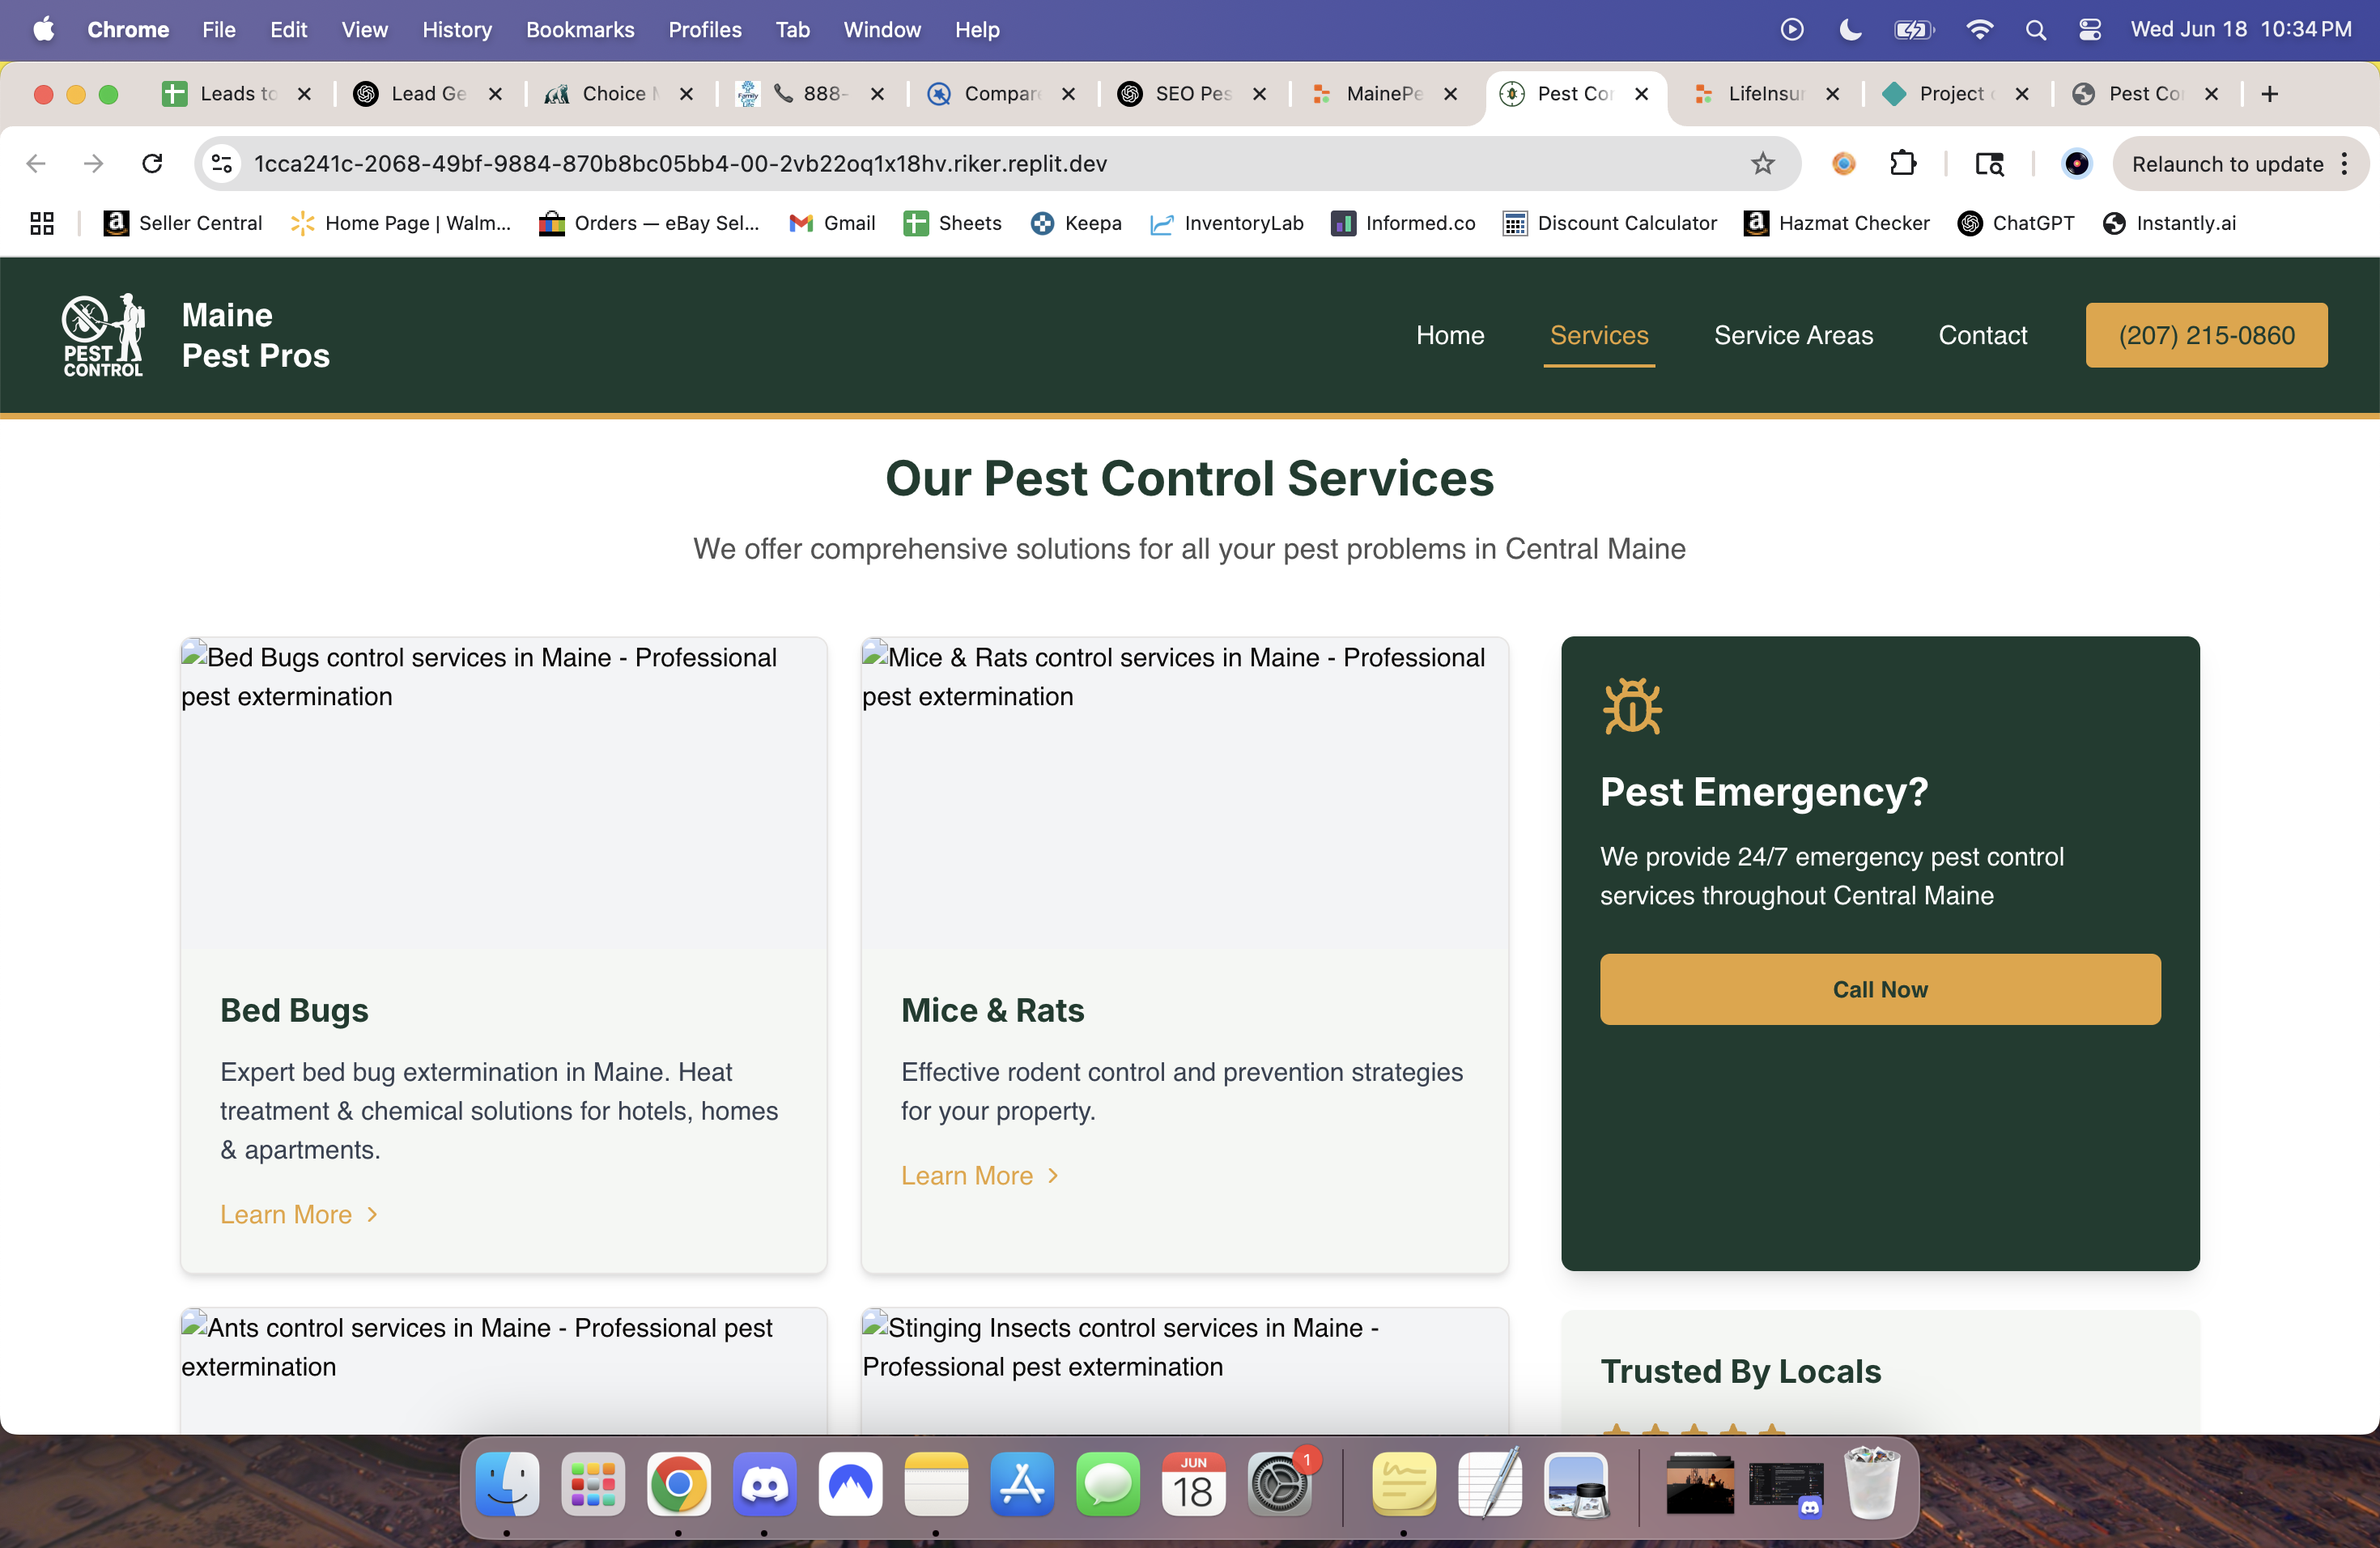 Chrome File Edit View History Bookmarks Profiles Tab Window Help Wed Jun 18 10:34 PM
Leads to Lead Ge Choice M 888- Compare SEO Pes MainePe Pest Con LifeInsur Project Pest Co
1cca241c-2068-49bf-9884-870b8bc05bb4-00-2vb22oq1x18hv.riker.replit.dev Relaunch to update
Seller Central Home Page | Walm... Orders — eBay Sel... Gmail Sheets Keepa InventoryLab Informed.co Discount Calculator Hazmat Checker ChatGPT Instantly.ai
PEST
CONTROL
Maine
Pest Pros
Home Services Service Areas Contact (207) 215-0860
Our Pest Control Services
We offer comprehensive solutions for all your pest problems in Central Maine
Bed Bugs control services in Maine - Professional
pest extermination
Bed Bugs
Expert bed bug extermination in Maine. Heat
treatment & chemical solutions for hotels, homes
& apartments.
Learn More
Mice & Rats control services in Maine - Professional
pest extermination
Mice & Rats
Effective rodent control and prevention strategies
for your property.
Learn More
Pest Emergency?
We provide 24/7 emergency pest control
services throughout Central Maine
Call Now
Ants control services in Maine - Professional pest
extermination
Stinging Insects control services in Maine -
Professional pest extermination
Trusted By Locals
JUN
18
1